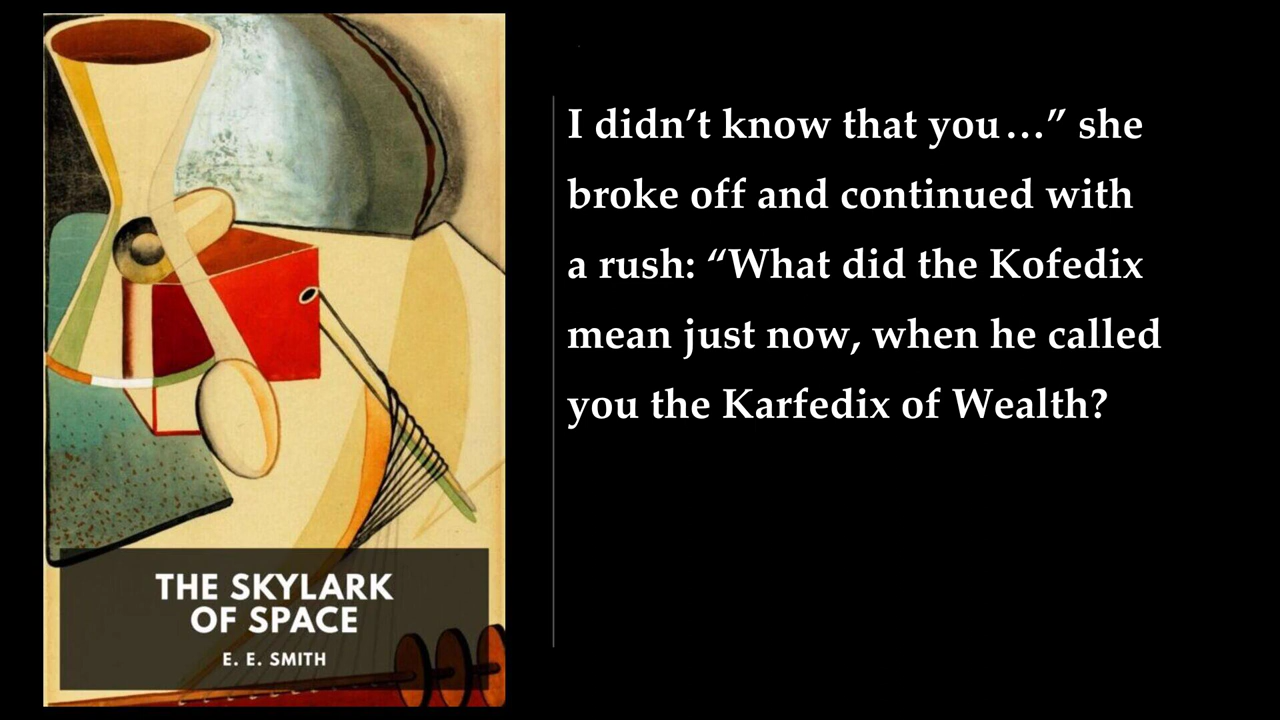 THE SKYLARK
OF SPACE
E. E. SMITH
I didn’t know that you…” she
broke off and continued with
a rush: “What did the Kofedix
mean just now, when he called
you the Karfedix of Wealth?